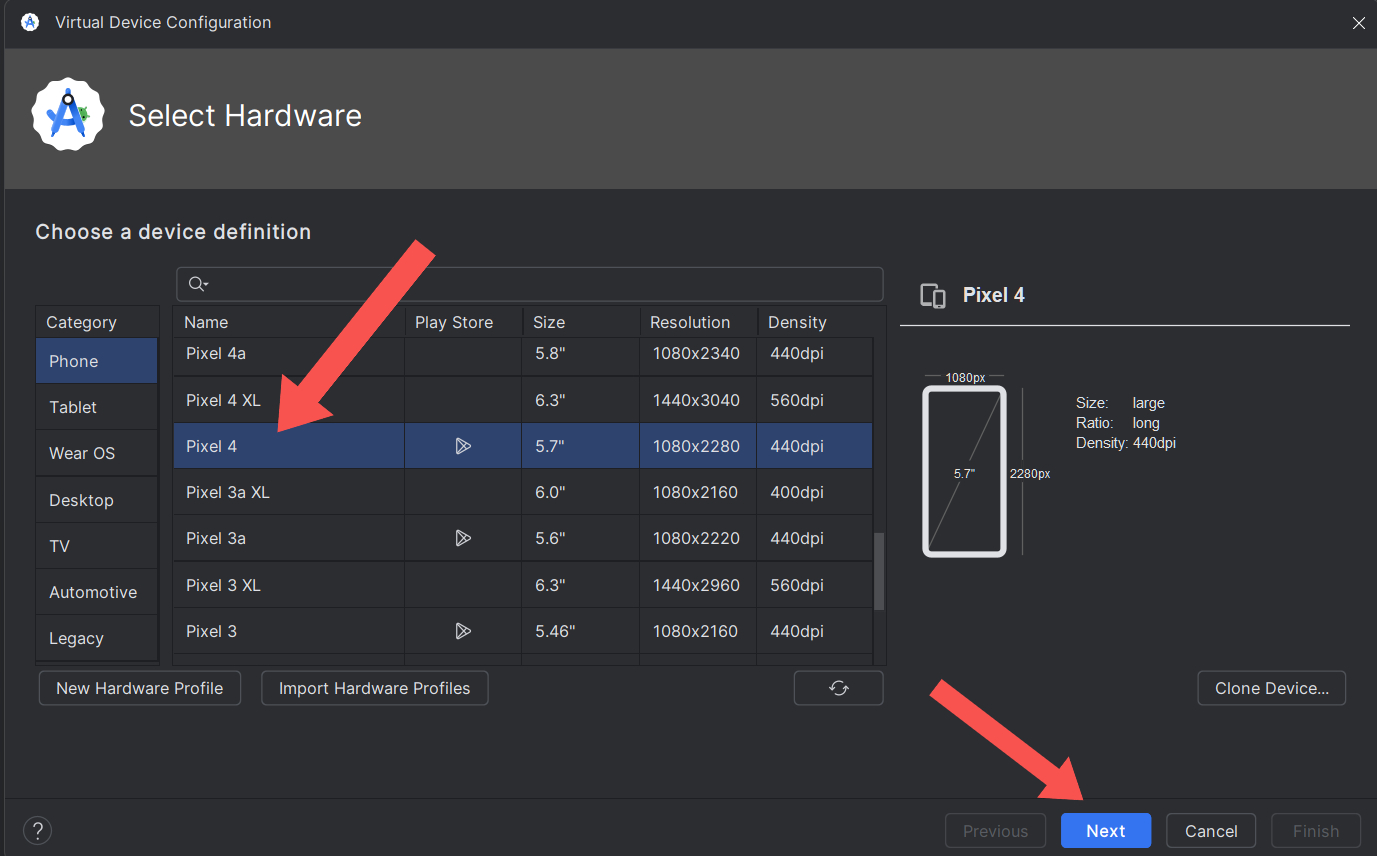 Virtual Device Configuration
Select Hardware
Choose a device definition
Category
Phone
Tablet
Wear OS
Desktop
TV
Automotive
Legacy
Name Play Store Size Resolution Density
Pixel 4a 5.8" 1080x2340 440dpi
Pixel 4 XL 6.3" 1440x3040 560dpi
Pixel 4 5.7" 1080x2280 440dpi
Pixel 3a XL 6.0" 1080x2160 400dpi
Pixel 3a 5.6" 1080x2220 440dpi
Pixel 3 XL 6.3" 1440x2960 560dpi
Pixel 3 5.46" 1080x2160 440dpi
Pixel 4
1080px
5.7"
2280px
Size: large
Ratio: long
Density: 440dpi
New Hardware Profile Import Hardware Profiles Clone Device...
? Previous Next Cancel Finish